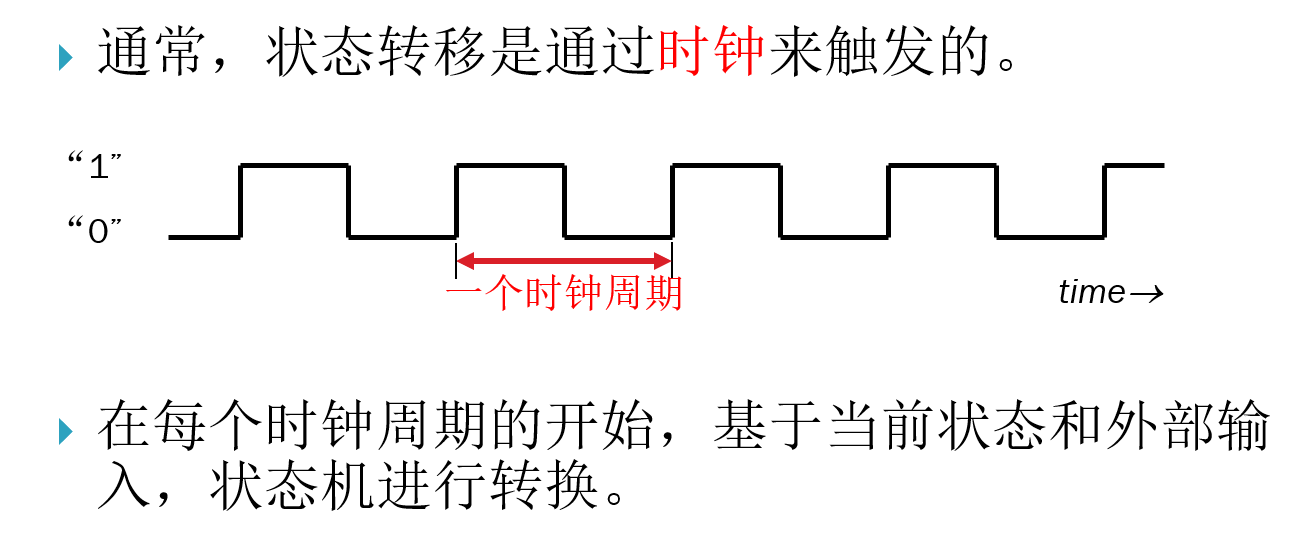 通常，状态转移是通过时钟来触发的。
“1”
“0”
一个时钟周期
time→
在每个时钟周期的开始，基于当前状态和外部输
入，状态机进行转换。